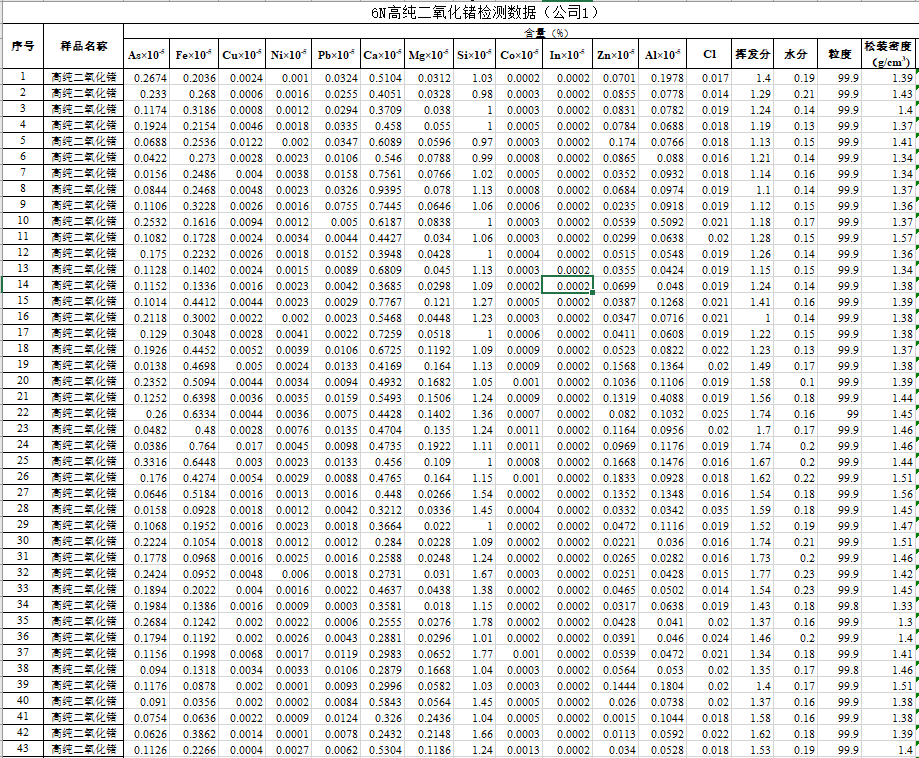 6N高纯二氧化锗检测数据（公司1）
序号 样品名称 含量（%）
As×10⁻⁵ Fe×10⁻⁵ Cu×10⁻⁵ Ni×10⁻⁵ Pb×10⁻⁵ Ca×10⁻⁵ Mg×10⁻⁵ Si×10⁻⁵ Co×10⁻⁵ In×10⁻⁵ Zn×10⁻⁵ Al×10⁻⁵ Cl 挥发分 水分 粒度 松装密度
(g/cm³)
1 高纯二氧化锗 0.2674 0.2036 0.0024 0.001 0.0324 0.5104 0.0312 1.03 0.0002 0.0002 0.0701 0.1978 0.017 1.4 0.19 99.9 1.39
2 高纯二氧化锗 0.233 0.268 0.0006 0.0016 0.0255 0.4051 0.0328 0.98 0.0003 0.0002 0.0855 0.0778 0.014 1.29 0.21 99.9 1.43
3 高纯二氧化锗 0.1174 0.3186 0.0008 0.0012 0.0294 0.3709 0.038 1 0.0003 0.0002 0.0831 0.0782 0.019 1.24 0.14 99.9 1.4
4 高纯二氧化锗 0.1924 0.2154 0.0046 0.0018 0.0335 0.458 0.055 1 0.0005 0.0002 0.0784 0.0688 0.018 1.19 0.13 99.9 1.37
5 高纯二氧化锗 0.0688 0.2536 0.0122 0.002 0.0347 0.6089 0.0596 0.97 0.0003 0.0002 0.174 0.0766 0.018 1.13 0.15 99.9 1.41
6 高纯二氧化锗 0.0422 0.273 0.0028 0.0023 0.0106 0.546 0.0788 0.99 0.0008 0.0002 0.0865 0.088 0.016 1.21 0.14 99.9 1.34
7 高纯二氧化锗 0.0156 0.2486 0.004 0.0038 0.0158 0.7561 0.0766 1.02 0.0005 0.0002 0.0352 0.0932 0.018 1.14 0.16 99.9 1.34
8 高纯二氧化锗 0.0844 0.2468 0.0048 0.0023 0.0326 0.9395 0.078 1.13 0.0008 0.0002 0.0684 0.0974 0.019 1.1 0.14 99.9 1.37
9 高纯二氧化锗 0.1106 0.3228 0.0026 0.0016 0.0755 0.7445 0.0646 1.06 0.0006 0.0002 0.0235 0.0918 0.019 1.12 0.15 99.9 1.36
10 高纯二氧化锗 0.2532 0.1616 0.0094 0.0012 0.005 0.6187 0.0838 1 0.0003 0.0002 0.0539 0.5092 0.021 1.18 0.17 99.9 1.37
11 高纯二氧化锗 0.1082 0.1728 0.0024 0.0034 0.0044 0.4427 0.034 1.06 0.0003 0.0002 0.0299 0.0638 0.02 1.28 0.15 99.9 1.57
12 高纯二氧化锗 0.175 0.2232 0.0026 0.0018 0.0152 0.3948 0.0428 1 0.0004 0.0002 0.0515 0.0548 0.019 1.26 0.14 99.9 1.36
13 高纯二氧化锗 0.1128 0.1402 0.0024 0.0015 0.0089 0.6809 0.045 1.13 0.0003 0.0002 0.0355 0.0424 0.019 1.15 0.15 99.9 1.34
14 高纯二氧化锗 0.1152 0.1336 0.0016 0.0023 0.0042 0.3685 0.0298 1.09 0.0002 0.0002 0.0699 0.048 0.019 1.24 0.14 99.9 1.38
15 高纯二氧化锗 0.1014 0.4412 0.0044 0.0023 0.0029 0.7767 0.121 1.27 0.0005 0.0002 0.0387 0.1268 0.021 1.41 0.16 99.9 1.39
16 高纯二氧化锗 0.2118 0.3002 0.0022 0.002 0.0023 0.5468 0.0448 1.23 0.0003 0.0002 0.0347 0.0716 0.021 1 0.14 99.9 1.38
17 高纯二氧化锗 0.129 0.3048 0.0028 0.0041 0.0022 0.7259 0.0518 1 0.0006 0.0002 0.0411 0.0608 0.019 1.22 0.15 99.9 1.38
18 高纯二氧化锗 0.1926 0.4452 0.0052 0.0039 0.0106 0.6725 0.1192 1.09 0.0009 0.0002 0.0523 0.0822 0.022 1.23 0.13 99.9 1.37
19 高纯二氧化锗 0.0138 0.4698 0.005 0.0024 0.0133 0.4169 0.164 1.13 0.0009 0.0002 0.1568 0.1364 0.02 1.49 0.17 99.9 1.38
20 高纯二氧化锗 0.2352 0.5094 0.0044 0.0034 0.0094 0.4932 0.1682 1.05 0.001 0.0002 0.1036 0.1106 0.019 1.58 0.1 99.9 1.39
21 高纯二氧化锗 0.1252 0.6398 0.0036 0.0035 0.0159 0.5493 0.1506 1.24 0.0009 0.0002 0.1319 0.4088 0.019 1.56 0.18 99.9 1.44
22 高纯二氧化锗 0.26 0.6334 0.0044 0.0036 0.0075 0.4428 0.1402 1.36 0.0007 0.0002 0.082 0.1032 0.025 1.74 0.16 99 1.45
23 高纯二氧化锗 0.0482 0.48 0.0028 0.0076 0.0135 0.4704 0.135 1.24 0.0011 0.0002 0.1164 0.0956 0.02 1.7 0.17 99.9 1.46
24 高纯二氧化锗 0.0386 0.764 0.017 0.0045 0.0098 0.4735 0.1922 1.11 0.0011 0.0002 0.0969 0.1176 0.019 1.74 0.2 99.9 1.46
25 高纯二氧化锗 0.3316 0.6448 0.003 0.0023 0.0133 0.456 0.109 1 0.0008 0.0002 0.1668 0.1476 0.016 1.67 0.2 99.9 1.44
26 高纯二氧化锗 0.176 0.4274 0.0054 0.0029 0.0088 0.4765 0.164 1.15 0.001 0.0002 0.1833 0.0928 0.018 1.62 0.22 99.9 1.51
27 高纯二氧化锗 0.0646 0.5184 0.0016 0.0013 0.0016 0.448 0.0266 1.54 0.0002 0.0002 0.1352 0.1348 0.016 1.54 0.18 99.9 1.56
28 高纯二氧化锗 0.0158 0.0928 0.0018 0.0012 0.0042 0.3212 0.0336 1.45 0.0004 0.0002 0.0332 0.0342 0.035 1.59 0.18 99.9 1.45
29 高纯二氧化锗 0.1068 0.1952 0.0016 0.0023 0.0018 0.3664 0.022 1 0.0002 0.0002 0.0472 0.1116 0.019 1.52 0.19 99.9 1.47
30 高纯二氧化锗 0.2224 0.1054 0.0018 0.0012 0.0012 0.284 0.0228 1.09 0.0002 0.0002 0.0221 0.036 0.016 1.74 0.21 99.9 1.51
31 高纯二氧化锗 0.1778 0.0968 0.0016 0.0025 0.0016 0.2588 0.0248 1.24 0.0002 0.0002 0.0265 0.0282 0.016 1.73 0.2 99.9 1.46
32 高纯二氧化锗 0.2424 0.0952 0.0048 0.006 0.0018 0.2731 0.031 1.67 0.0003 0.0002 0.0251 0.0428 0.015 1.77 0.23 99.9 1.42
33 高纯二氧化锗 0.1894 0.2022 0.004 0.0016 0.0022 0.4637 0.0438 1.38 0.0002 0.0002 0.0465 0.0502 0.014 1.54 0.23 99.9 1.45
34 高纯二氧化锗 0.1984 0.1386 0.0016 0.0009 0.0003 0.3581 0.018 1.15 0.0002 0.0002 0.0317 0.0638 0.019 1.43 0.18 99.8 1.33
35 高纯二氧化锗 0.2684 0.1242 0.002 0.0022 0.0006 0.2555 0.0276 1.78 0.0002 0.0002 0.0428 0.041 0.02 1.37 0.16 99.9 1.3
36 高纯二氧化锗 0.1794 0.1192 0.002 0.0026 0.0043 0.2881 0.0296 1.01 0.0002 0.0002 0.0391 0.046 0.024 1.46 0.2 99.9 1.4
37 高纯二氧化锗 0.1156 0.1998 0.0068 0.0017 0.0119 0.2983 0.0652 1.77 0.001 0.0002 0.0539 0.0472 0.021 1.34 0.18 99.9 1.41
38 高纯二氧化锗 0.094 0.1318 0.0034 0.0033 0.0106 0.2879 0.1668 1.04 0.0003 0.0002 0.0564 0.053 0.02 1.35 0.17 99.8 1.46
39 高纯二氧化锗 0.1176 0.0878 0.002 0.0001 0.0093 0.2996 0.0582 1.03 0.0003 0.0002 0.1444 0.1804 0.02 1.4 0.17 99.9 1.51
40 高纯二氧化锗 0.091 0.0356 0.002 0.0002 0.0084 0.5843 0.0564 1.45 0.0005 0.0002 0.026 0.0738 0.02 1.37 0.16 99.9 1.38
41 高纯二氧化锗 0.0754 0.0636 0.0022 0.0009 0.0124 0.326 0.2436 1.04 0.0005 0.0002 0.0015 0.1044 0.018 1.58 0.16 99.9 1.38
42 高纯二氧化锗 0.0626 0.3862 0.0014 0.0001 0.0078 0.2432 0.2148 1.66 0.0003 0.0002 0.0113 0.0592 0.022 1.62 0.18 99.9 1.39
43 高纯二氧化锗 0.1126 0.2266 0.0004 0.0027 0.0062 0.5304 0.1186 1.24 0.0013 0.0002 0.034 0.0528 0.018 1.53 0.19 99.9 1.4